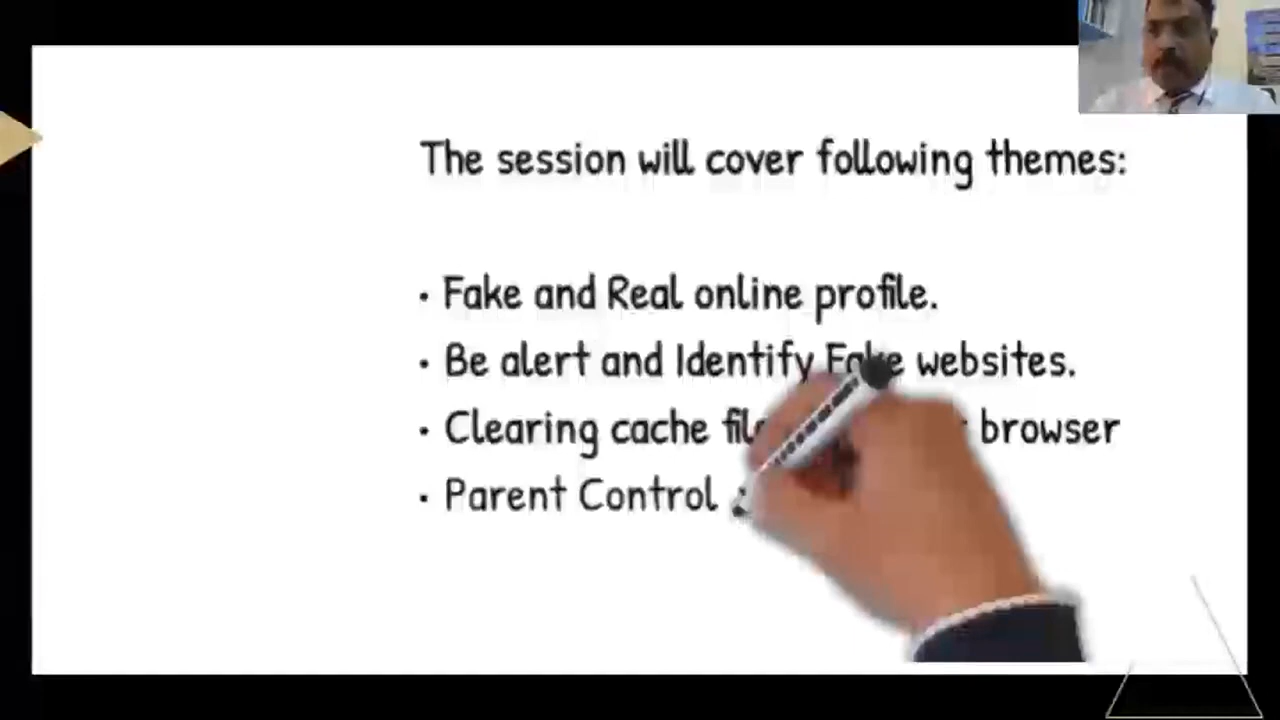 The session will cover following themes:
• Fake and Real online profile.
• Be alert and Identify Fake websites.
• Clearing cache browser
• Parent Control